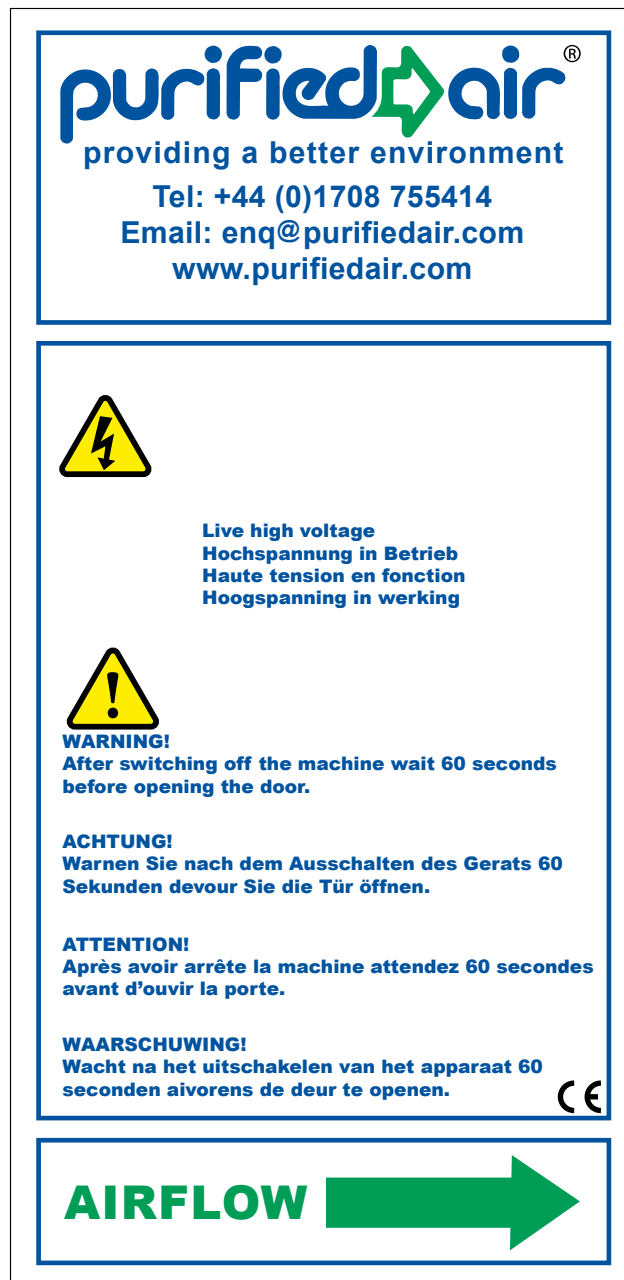 purified air®
providing a better environment
Tel: +44 (0)1708 755414
Email: enq@purifiedair.com
www.purifiedair.com
Live high voltage
Hochspannung in Betrieb
Haute tension en fonction
Hoogspanning in werking
WARNING!
After switching off the machine wait 60 seconds
before opening the door.
ACHTUNG!
Warnen Sie nach dem Ausschalten des Gerats 60
Sekunden devour Sie die Tür öffnen.
ATTENTION!
Après avoir arrête la machine attendez 60 secondes
avant d’ouvir la porte.
WAARSCHUWING!
Wacht na het uitschakelen van het apparaat 60
seconden aivorens de deur te openen.
CE
AIRFLOW